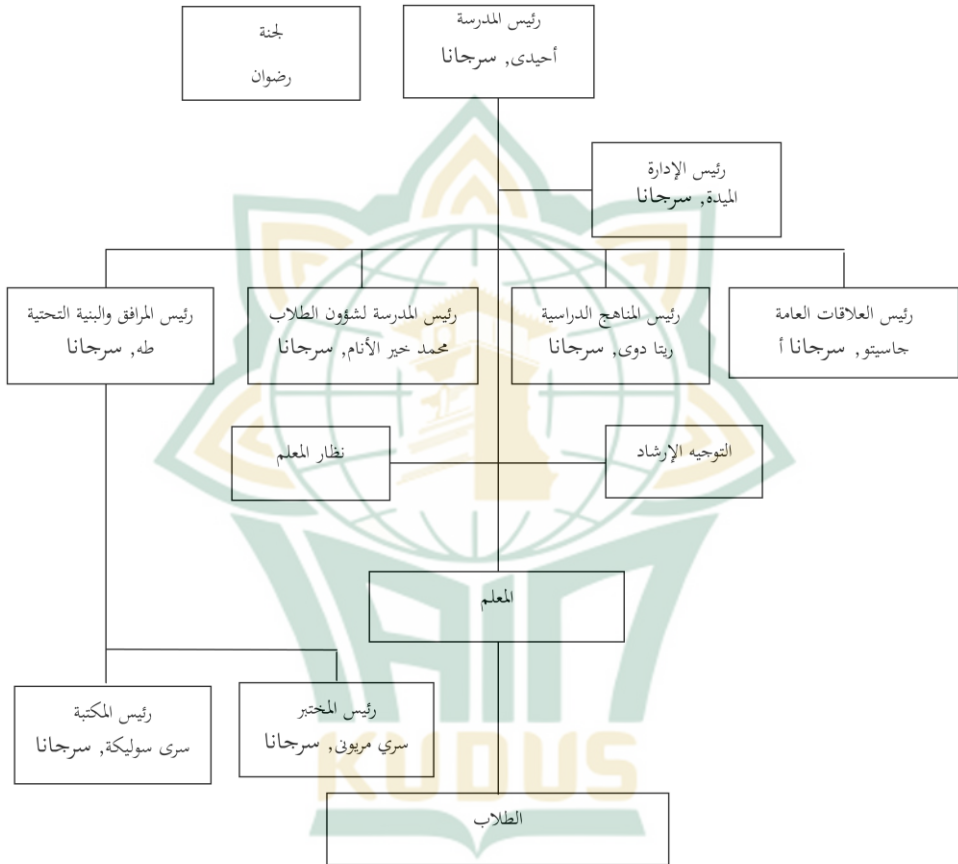 رئيس المدرسة
أحيدى, سرجانا
لجنة
رضوان
رئيس الإدارة
الميدة, سرجانا
رئيس العلاقات العامة
جاسيتو, سرجانا أ
رئيس المناهج الدراسية
ريتا دوى, سرجانا
رئيس المدرسة لشؤون الطلاب
محمد خير الأنام, سرجانا
رئيس المرافق والبنية التحتية
طه, سرجانا
التوجيه الإرشاد
نظار المعلم
المعلم
رئيس المختبر
سري مريونى, سرجانا
رئيس المكتبة
سرى سوليكة, سرجانا
الطلاب
IAIN
KUDUS